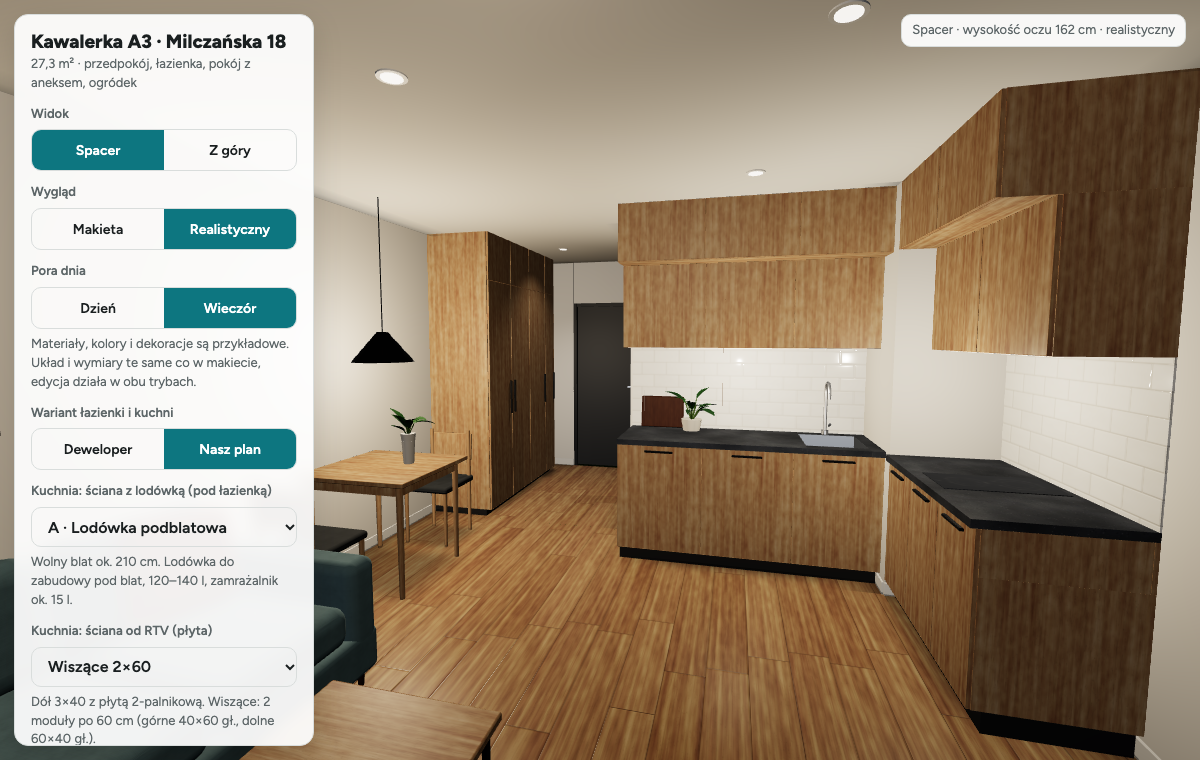 Kawalerka A3 · Milczańska 18
27,3 m² · przedpokój, łazienka, pokój z
aneksem, ogródek
Widok
Spacer
Z góry
Wygląd
Makieta
Realistyczny
Pora dnia
Dzień
Wieczór
Materiały, kolory i dekoracje są przykładowe.
Układ i wymiary te same co w makiecie,
edycja działa w obu trybach.
Wariant łazienki i kuchni
Deweloper
Nasz plan
Kuchnia: ściana z lodówką (pod łazienką)
A · Lodówka podblatowa
Wolny blat ok. 210 cm. Lodówka do
zabudowy pod blat, 120–140 l, zamrażalnik
ok. 15 l.
Kuchnia: ściana od RTV (płyta)
Wiszące 2×60
Dół 3×40 z płytą 2-palnikową. Wiszące: 2
moduły po 60 cm (górne 40×60 gł., dolne
60×40 gł.).
Spacer · wysokość oczu 162 cm · realistyczny